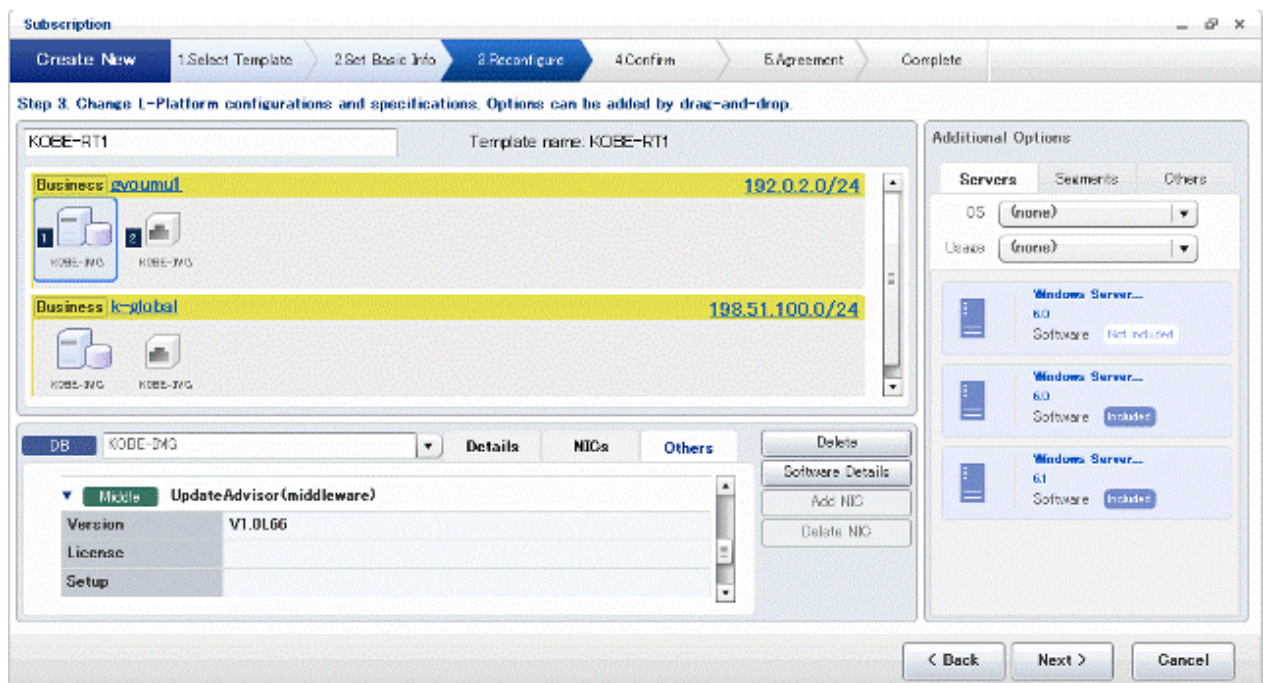 Subscription
Create New 1.Select Template 2.Set Basic Info 3.Reconfigure 4.Confirm 5.Agreement Complete
Step 3. Change L-Platform configurations and specifications. Options can be added by drag-and-drop.
KOBE-RT1 Template name: KOBE-RT1
Business gyoumu1 192.0.2.0/24
1 2
KOBE-IMG KOBE-IMG
Business k-global 198.51.100.0/24
KOBE-IMG KOBE-IMG
DB KOBE-IMG Details NICs Others
Middle UpdateAdvisor(middleware)
Version V1.0L66
License
Setup
Delete
Software Details
Add NIC
Delete NIC
Additional Options
Servers Segments Others
OS (none)
Usage (none)
Windows Server...
6.0
Software Not included
Windows Server...
6.0
Software Included
Windows Server...
6.1
Software Included
< Back Next > Cancel